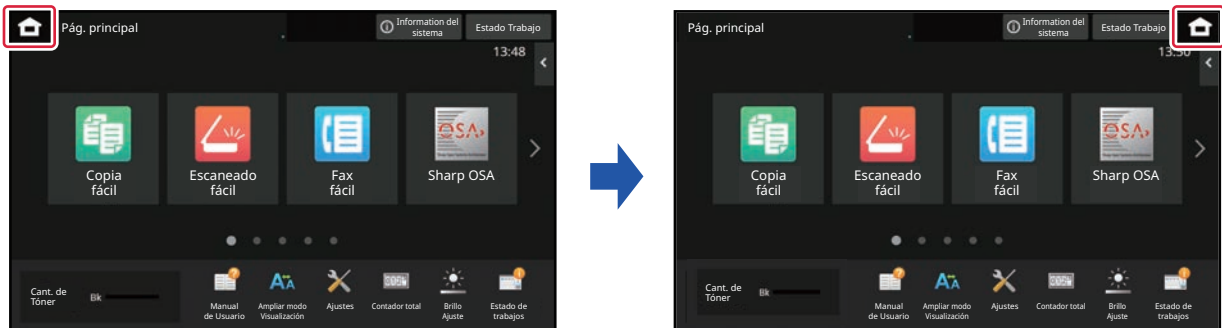 Pág. principal
Information del
sistema
Estado Trabajo
13:48
Copia
fácil
Escaneado
fácil
Fax
fácil
OSA
Sharp OSA
Cant. de
Tóner
Bk
Manual
de Usuario
Ampliar modo
Visualización
Ajustes
Contador total
Brillo
Ajuste
Estado de
trabajos
Pág. principal
Information del
sistema
Estado Trabajo
Copia
fácil
Escaneado
fácil
Fax
fácil
OSA
Sharp OSA
Cant. de
Tóner
Bk
Manual
de Usuario
Ampliar modo
Visualización
Ajustes
Contador total
Brillo
Ajuste
Estado de
trabajos